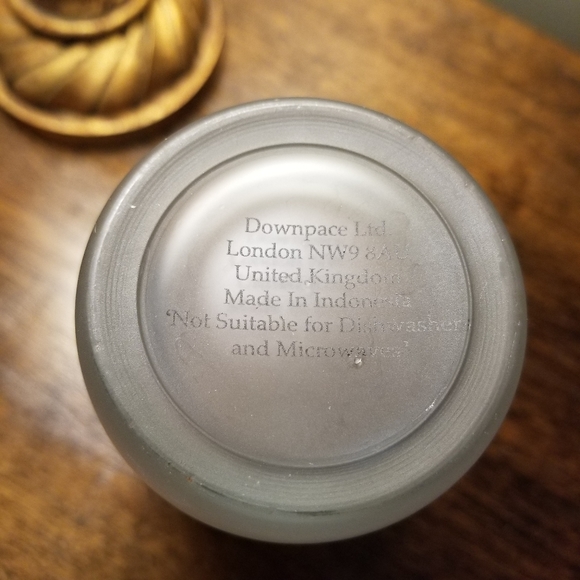 Downpace Ltd
London NW9
United Kingdom
Made In Indonesia
'Not Suitable for Dishwasher
and Microwaves'